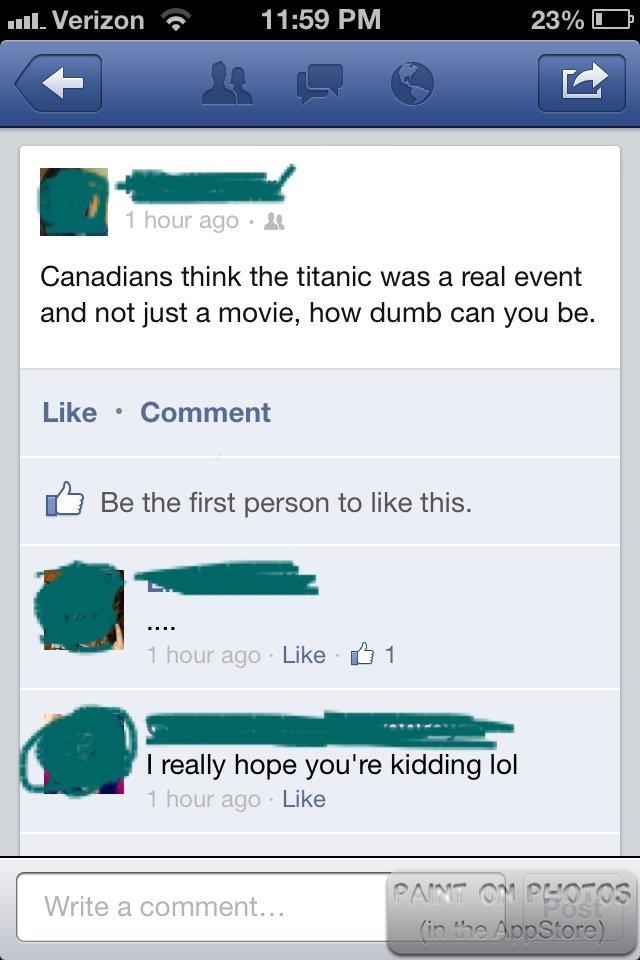 Verizon 11:59 PM 23%
1 hour ago ·
Canadians think the titanic was a real event
and not just a movie, how dumb can you be.
Like · Comment
Be the first person to like this.
....
1 hour ago · Like · 1
I really hope you're kidding lol
1 hour ago · Like
Write a comment...
Post
PAINT ON PHOTOS
(in the AppStore)